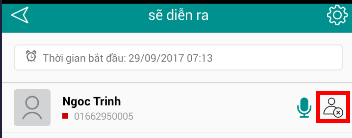 sẽ diễn ra
Thời gian bắt đầu: 29/09/2017 07:13
Ngoc Trinh
01662950005